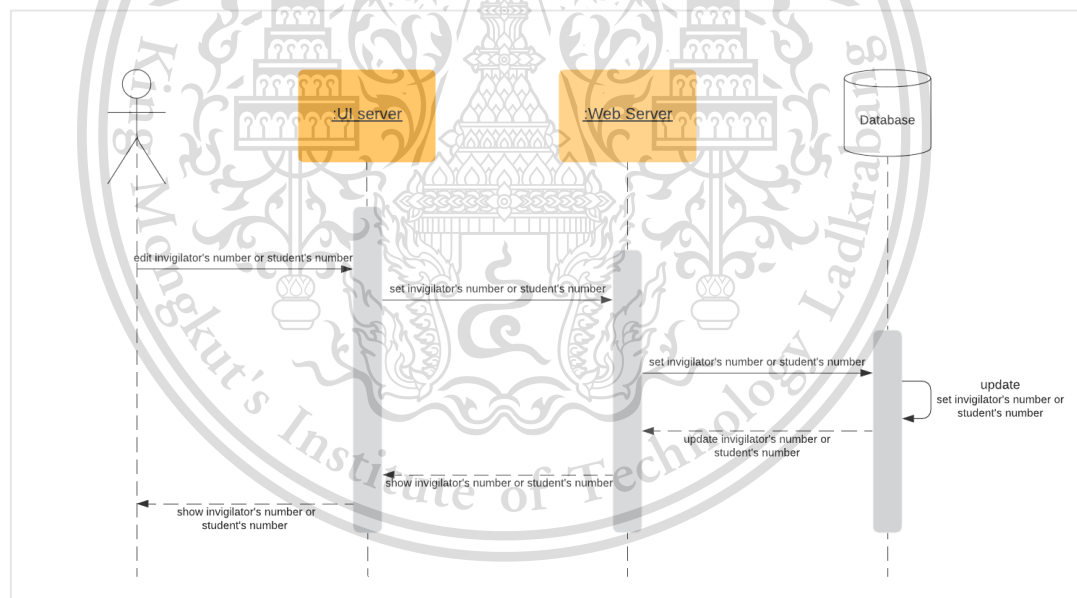 :UI server
:Web Server
Database
edit invigilator's number or student's number
set invigilator's number or student's number
set invigilator's number or student's number
update
set invigilator's number or
student's number
update invigilator's number or
student's number
show invigilator's number or student's number
show invigilator's number or
student's number
King Mongkut's Institute of Technology Ladkrabang